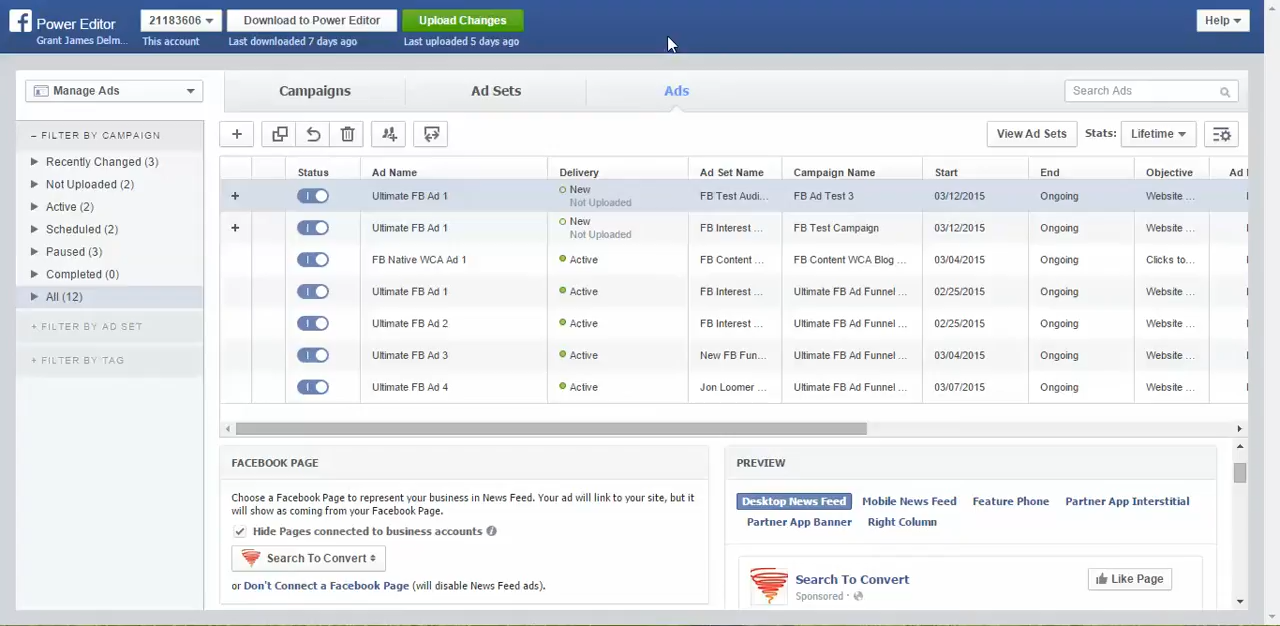 Power Editor
Grant James Delm...
21183606
This account
Download to Power Editor
Last downloaded 7 days ago
Upload Changes
Last uploaded 5 days ago
Help
Manage Ads
Campaigns
Ad Sets
Ads
Search Ads
– FILTER BY CAMPAIGN
Recently Changed (3)
Not Uploaded (2)
Active (2)
Scheduled (2)
Paused (3)
Completed (0)
All (12)
+ FILTER BY AD SET
+ FILTER BY TAG
View Ad Sets
Stats:
Lifetime
Status Ad Name Delivery Ad Set Name Campaign Name Start End Objective Ad
+ Ultimate FB Ad 1 New Not Uploaded FB Test Audi... FB Ad Test 3 03/12/2015 Ongoing Website ...
+ Ultimate FB Ad 1 New Not Uploaded FB Interest ... FB Test Campaign 03/12/2015 Ongoing Website ...
FB Native WCA Ad 1 Active FB Content ... FB Content WCA Blog ... 03/04/2015 Ongoing Clicks to...
Ultimate FB Ad 1 Active FB Interest ... Ultimate FB Ad Funnel ... 02/25/2015 Ongoing Website ...
Ultimate FB Ad 2 Active FB Interest ... Ultimate FB Ad Funnel ... 02/25/2015 Ongoing Website ...
Ultimate FB Ad 3 Active New FB Fun... Ultimate FB Ad Funnel ... 03/04/2015 Ongoing Website ...
Ultimate FB Ad 4 Active Jon Loomer ... Ultimate FB Ad Funnel ... 03/07/2015 Ongoing Website ...
FACEBOOK PAGE
Choose a Facebook Page to represent your business in News Feed. Your ad will link to your site, but it
will show as coming from your Facebook Page.
Hide Pages connected to business accounts
Search To Convert
or Don't Connect a Facebook Page (will disable News Feed ads).
PREVIEW
Desktop News Feed Mobile News Feed Feature Phone Partner App Interstitial
Partner App Banner Right Column
Search To Convert
Sponsored ·
Like Page